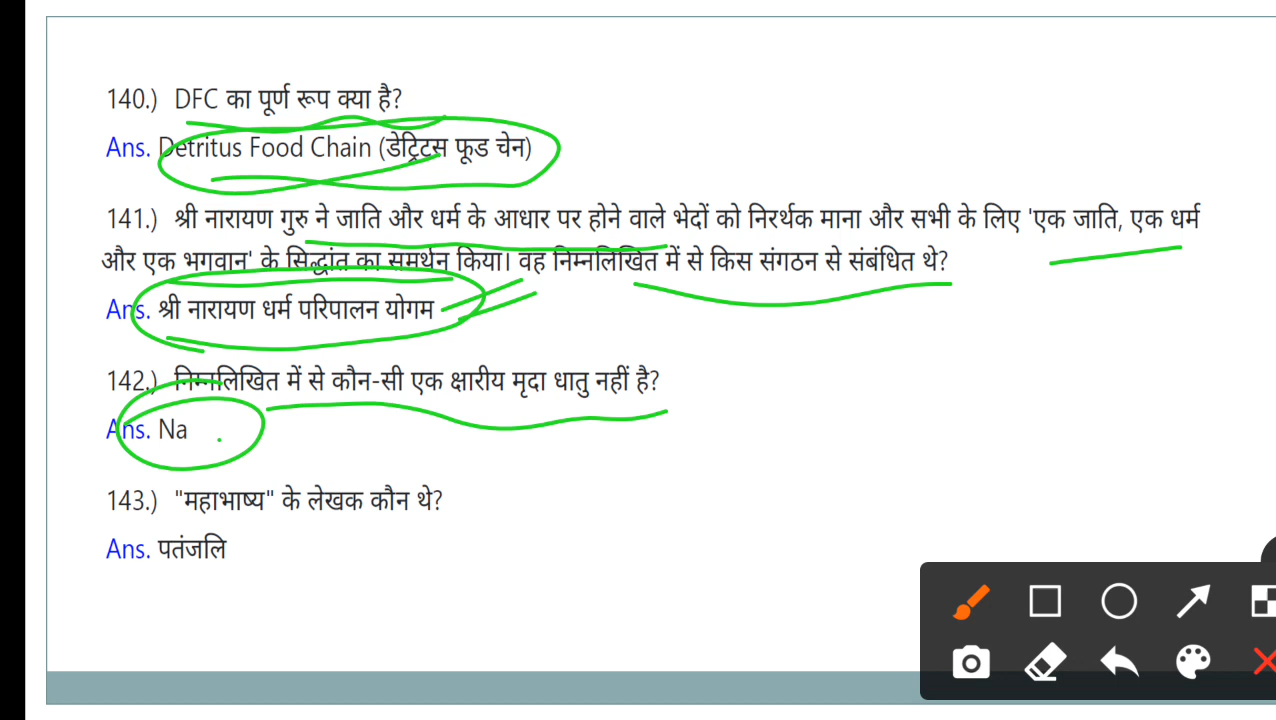 140.) DFC का पूर्ण रूप क्या है?
Ans. Detritus Food Chain (डेट्रिटस फूड चेन)
141.) श्री नारायण गुरु ने जाति और धर्म के आधार पर होने वाले भेदों को निरर्थक माना और सभी के लिए 'एक जाति, एक धर्म
और एक भगवान' के सिद्धांत का समर्थन किया। वह निम्नलिखित में से किस संगठन से संबंधित थे?
Ans. श्री नारायण धर्म परिपालन योगम
142.) निम्नलिखित में से कौन-सी एक क्षारीय मृदा धातु नहीं है?
Ans. Na
143.) "महाभाष्य" के लेखक कौन थे?
Ans. पतंजलि